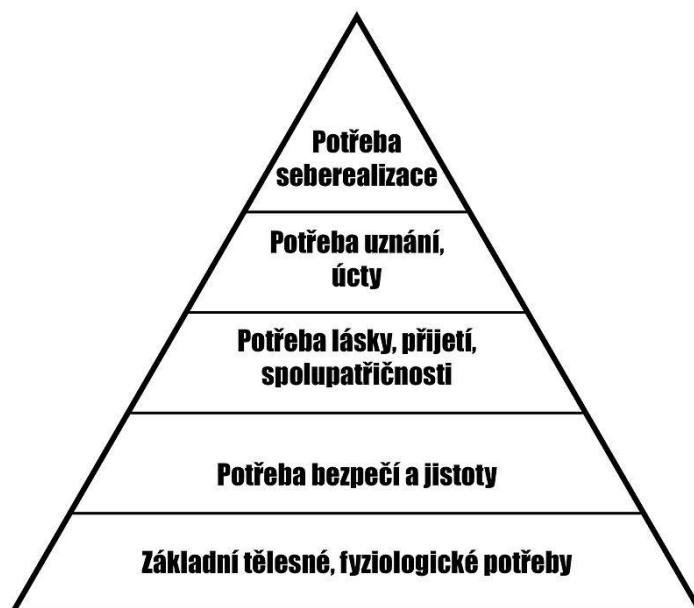 Potřeba
seberealizace
Potřeba uznání,
úcty
Potřeba lásky, přijetí,
spolupatřičnosti
Potřeba bezpečí a jistoty
Základní tělesné, fyziologické potřeby